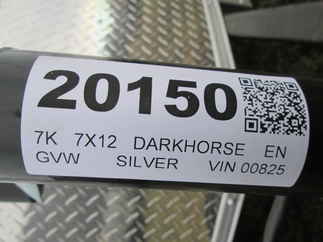 20150
7K 7X12 DARKHORSE EN
GVW SILVER VIN 00825